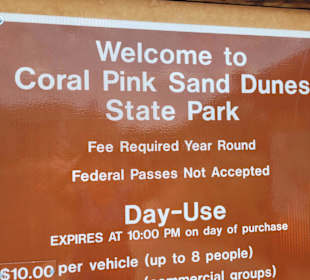 Welcome to
Coral Pink Sand Dunes
State Park
Fee Required Year Round
Federal Passes Not Accepted
Day-Use
EXPIRES AT 10:00 PM on day of purchase
$10.00 per vehicle (up to 8 people)
(commercial groups)